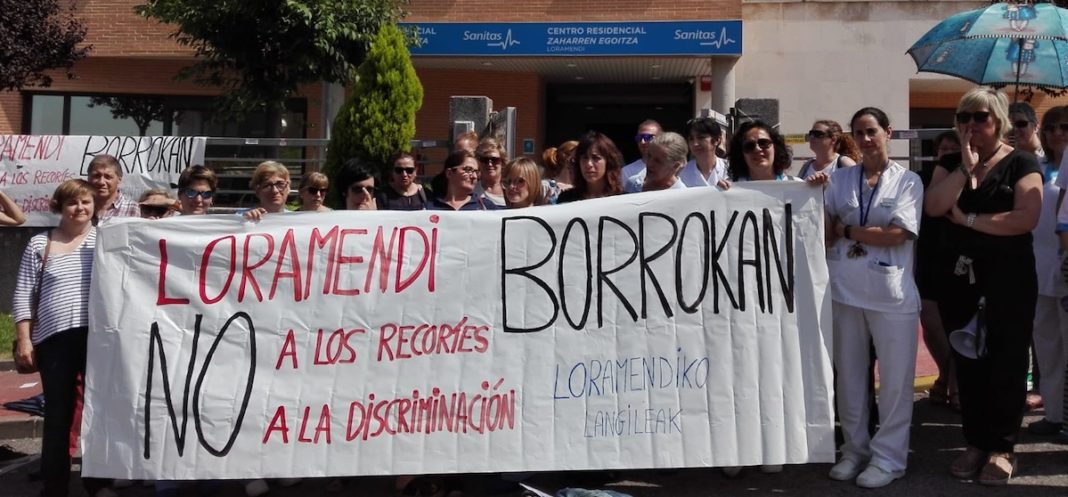 Sanitas
CENTRO RESIDENCIAL
ZAHARREN EGOITZA
LORAMENDI
Sanitas
BORROKAN
LORAMENDI
BORROKAN
NO A LOS RECORTES
A LA DISCRIMINACIÓN
LORAMENDIKO
LANGILEAK